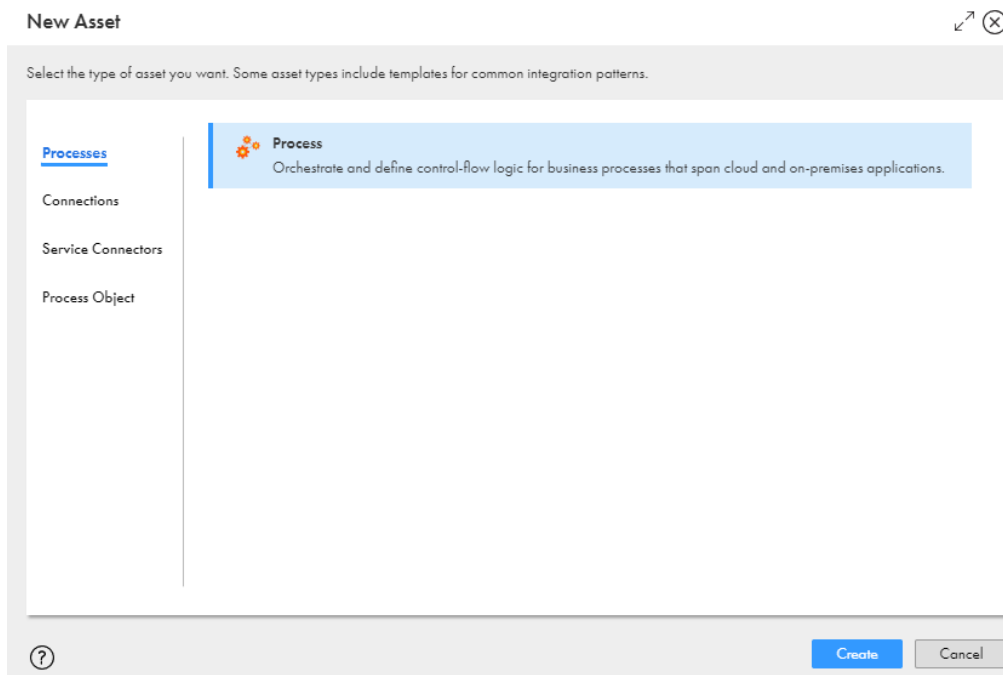 New Asset
Select the type of asset you want. Some asset types include templates for common integration patterns.
Processes
Connections
Service Connectors
Process Object
Process
Orchestrate and define control-flow logic for business processes that span cloud and on-premises applications.
?
Create
Cancel